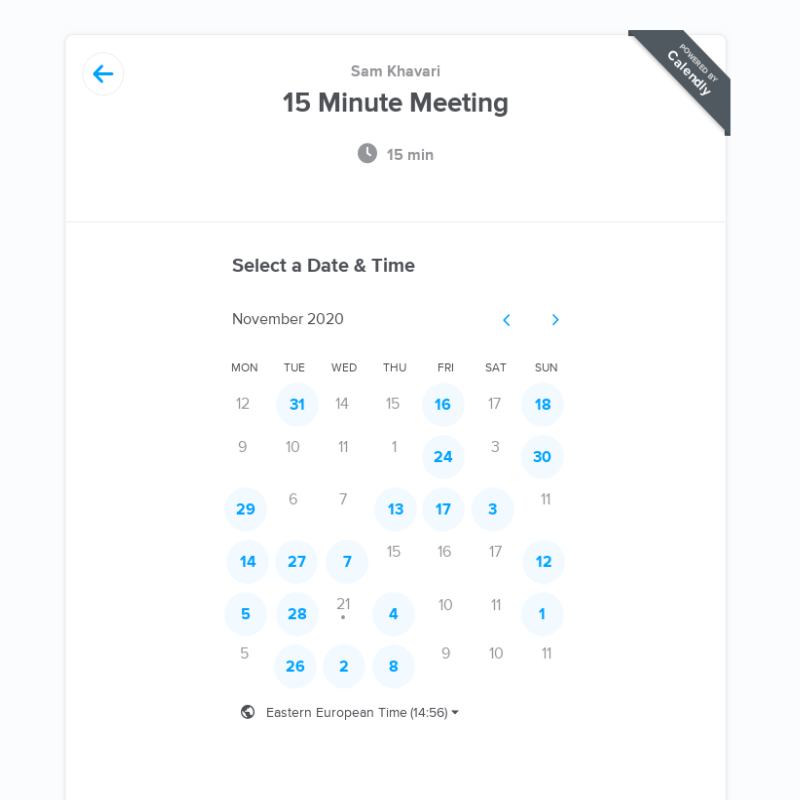 POWERED BY
Calendly
Sam Khavari
15 Minute Meeting
15 min
Select a Date & Time
November 2020
MON TUE WED THU FRI SAT SUN
12 31 14 15 16 17 18
9 10 11 1 24 3 30
29 6 7 13 17 3 11
14 27 7 15 16 17 12
5 28 21 4 10 11 1
5 26 2 8 9 10 11
Eastern European Time (14:56)